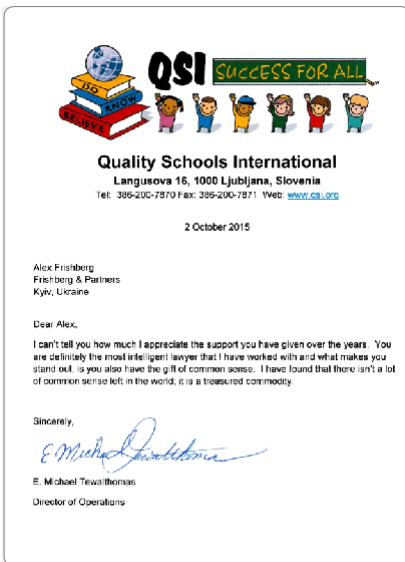 QSI SUCCESS FOR ALL
DO
KNOW
BELIEVE
Quality Schools International
Langusova 16, 1000 Ljubljana, Slovenia
Tel: 386-200-7870 Fax: 386-200-7871 Web: www.qsi.org
2 October 2015
Alex Frishberg
Frishberg & Partners
Kyiv, Ukraine
Dear Alex,
I can't tell you how much I appreciate the support you have given over the years. You
are definitely the most intelligent lawyer that I have worked with and what makes you
stand out, is you also have the gift of common sense. I have found that there isn't a lot
of common sense left in the world; it is a treasured commodity.
Sincerely,
E. Michael Tewalthomas
E. Michael Tewalthomas
Director of Operations